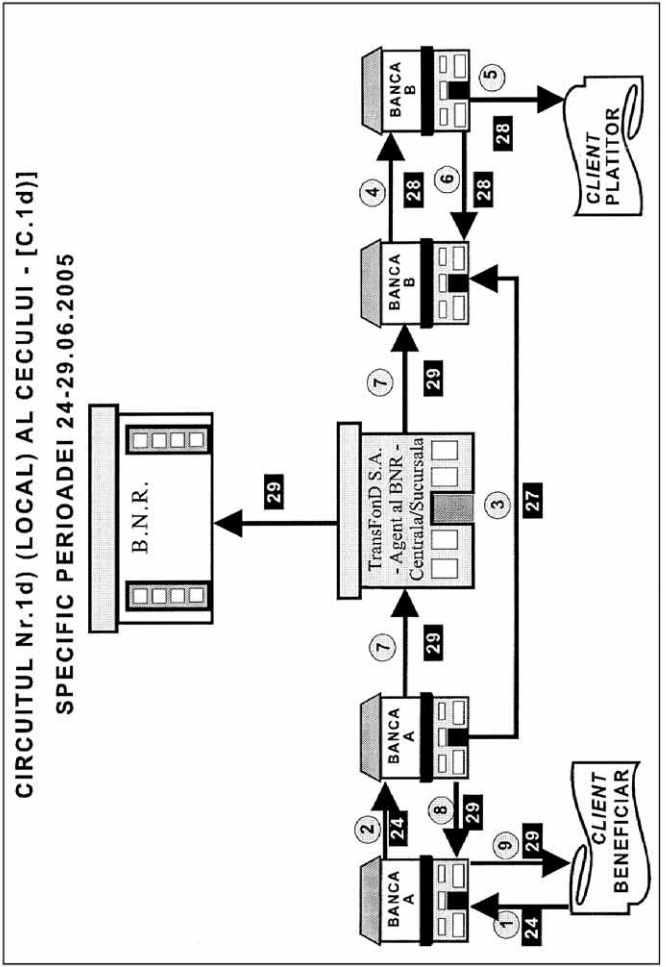 CIRCUITUL Nr.1d) (LOCAL) AL CECULUI - [C.1d)]
SPECIFIC PERIOADEI 24-29.06.2005
B.N.R.
29
TransFonD S.A.
- Agent al BNR -
Centrala/Sucursala
BANCA
A
2
24
BANCA
A
7
29
7
29
BANCA
B
4
28
BANCA
B
8
29
6
28
5
28
1
24
9
29
3
27
CLIENT
BENEFICIAR
CLIENT
PLATITOR